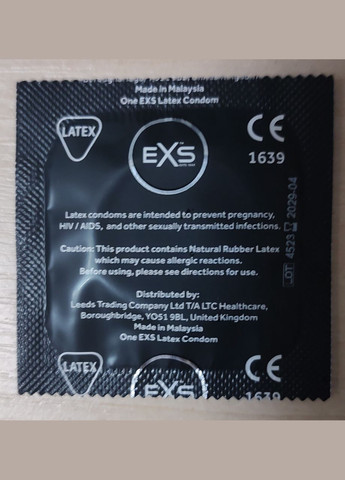 Made in Malaysia
One EXS Latex Condom
LATEX
EXS
CE
1639
Latex condoms are intended to prevent pregnancy,
HIV / AIDS, and other sexually transmitted infections.
Caution: This product contains Natural Rubber Latex
which may cause allergic reactions.
Before using, please see directions for use.
LOT 4523 2029-04
Distributed by:
Leeds Trading Company Ltd T/A LTC Healthcare,
Boroughbridge, YO51 9BL, United Kingdom
Made in Malaysia
One EXS Latex Condom
LATEX
EXS
CE
1639